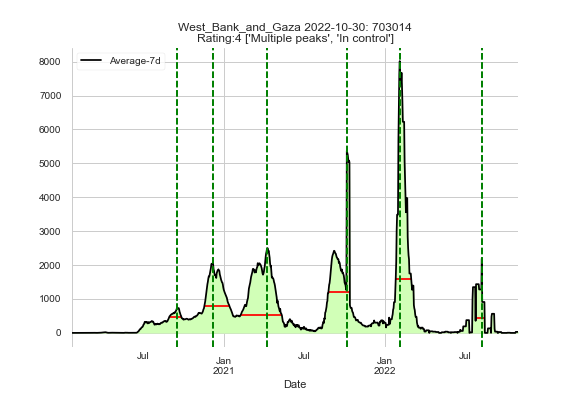 West_Bank_and_Gaza 2022-10-30: 703014
Rating:4 ['Multiple peaks', 'In control']
Average-7d
8000
7000
6000
5000
4000
3000
2000
1000
0
Jul
Jan
2021
Jul
Jan
2022
Jul
Date